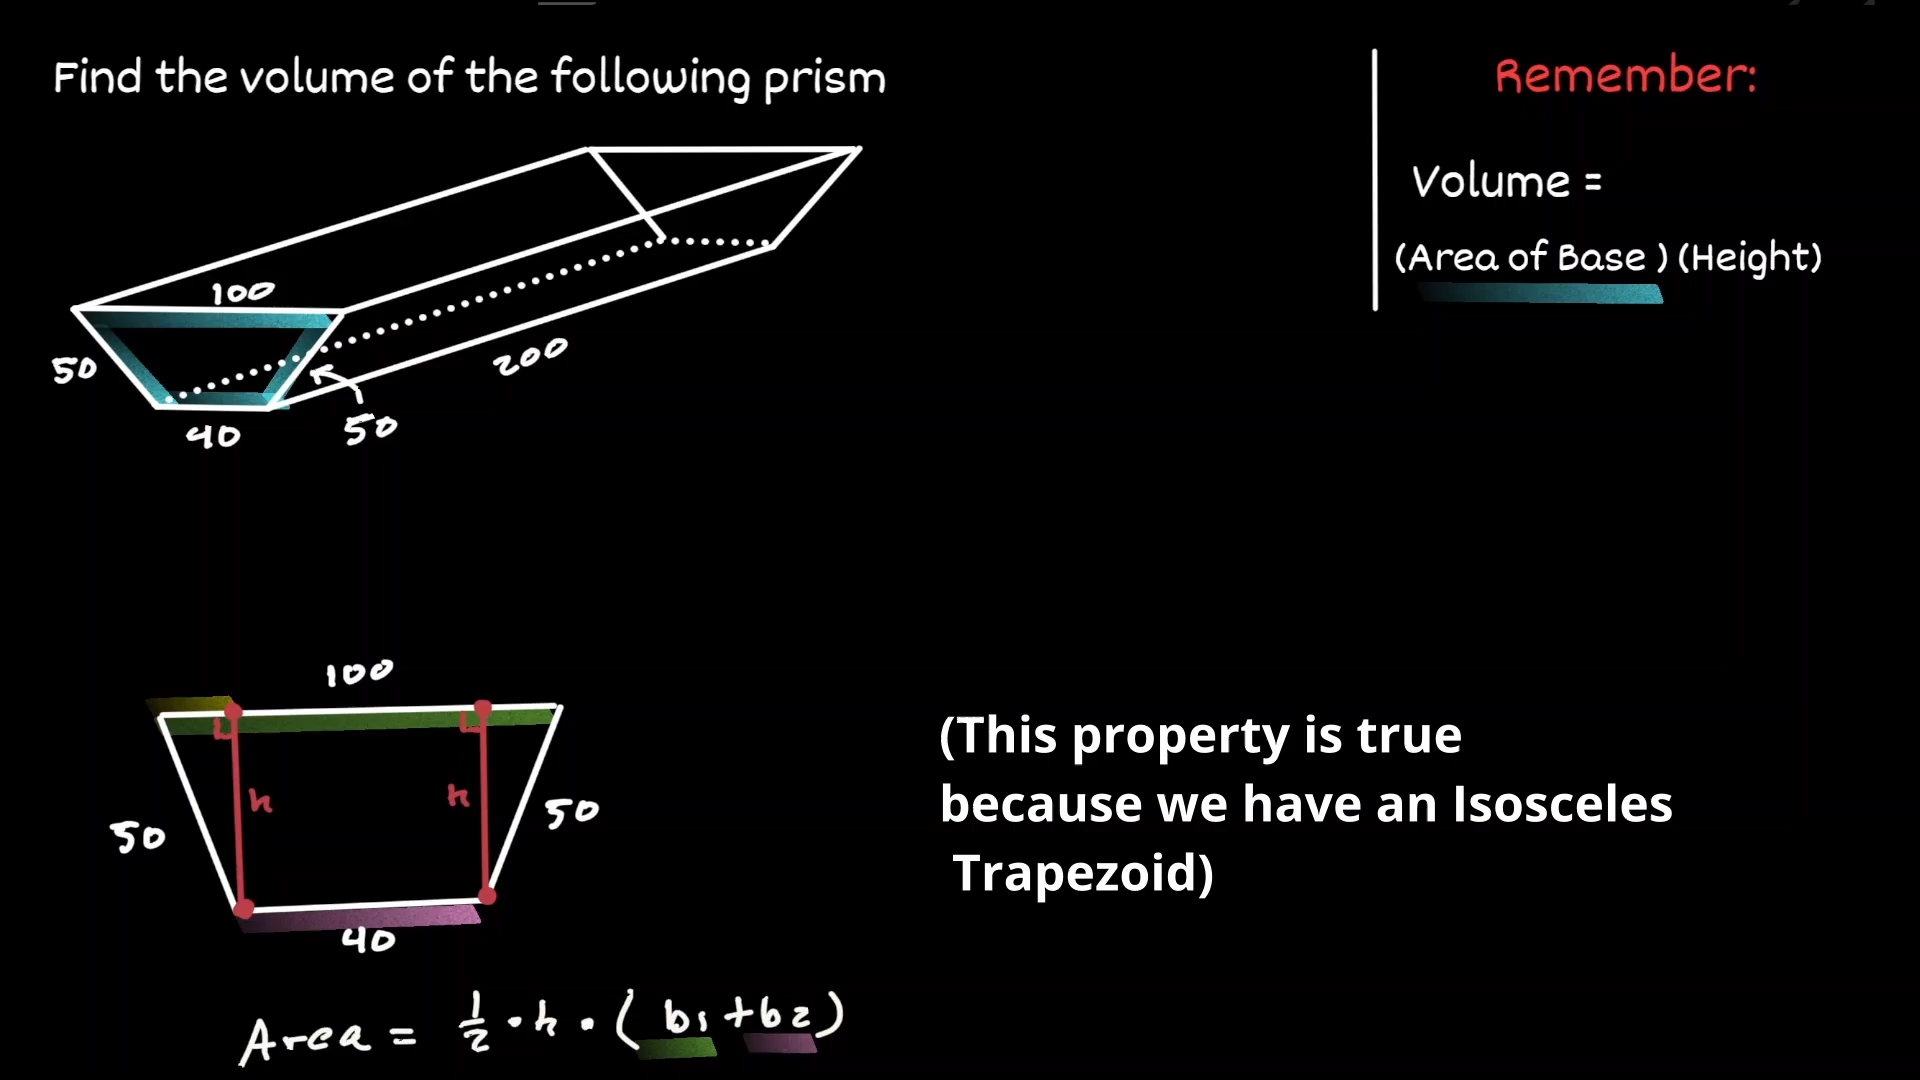 Find the volume of the following prism
Remember:
Volume =
(Area of Base ) (Height)
100
50
200
40
50
100
h
h
50
50
40
(This property is true
because we have an Isosceles
Trapezoid)
Area = 1/2 · h · ( b1 + b2 )